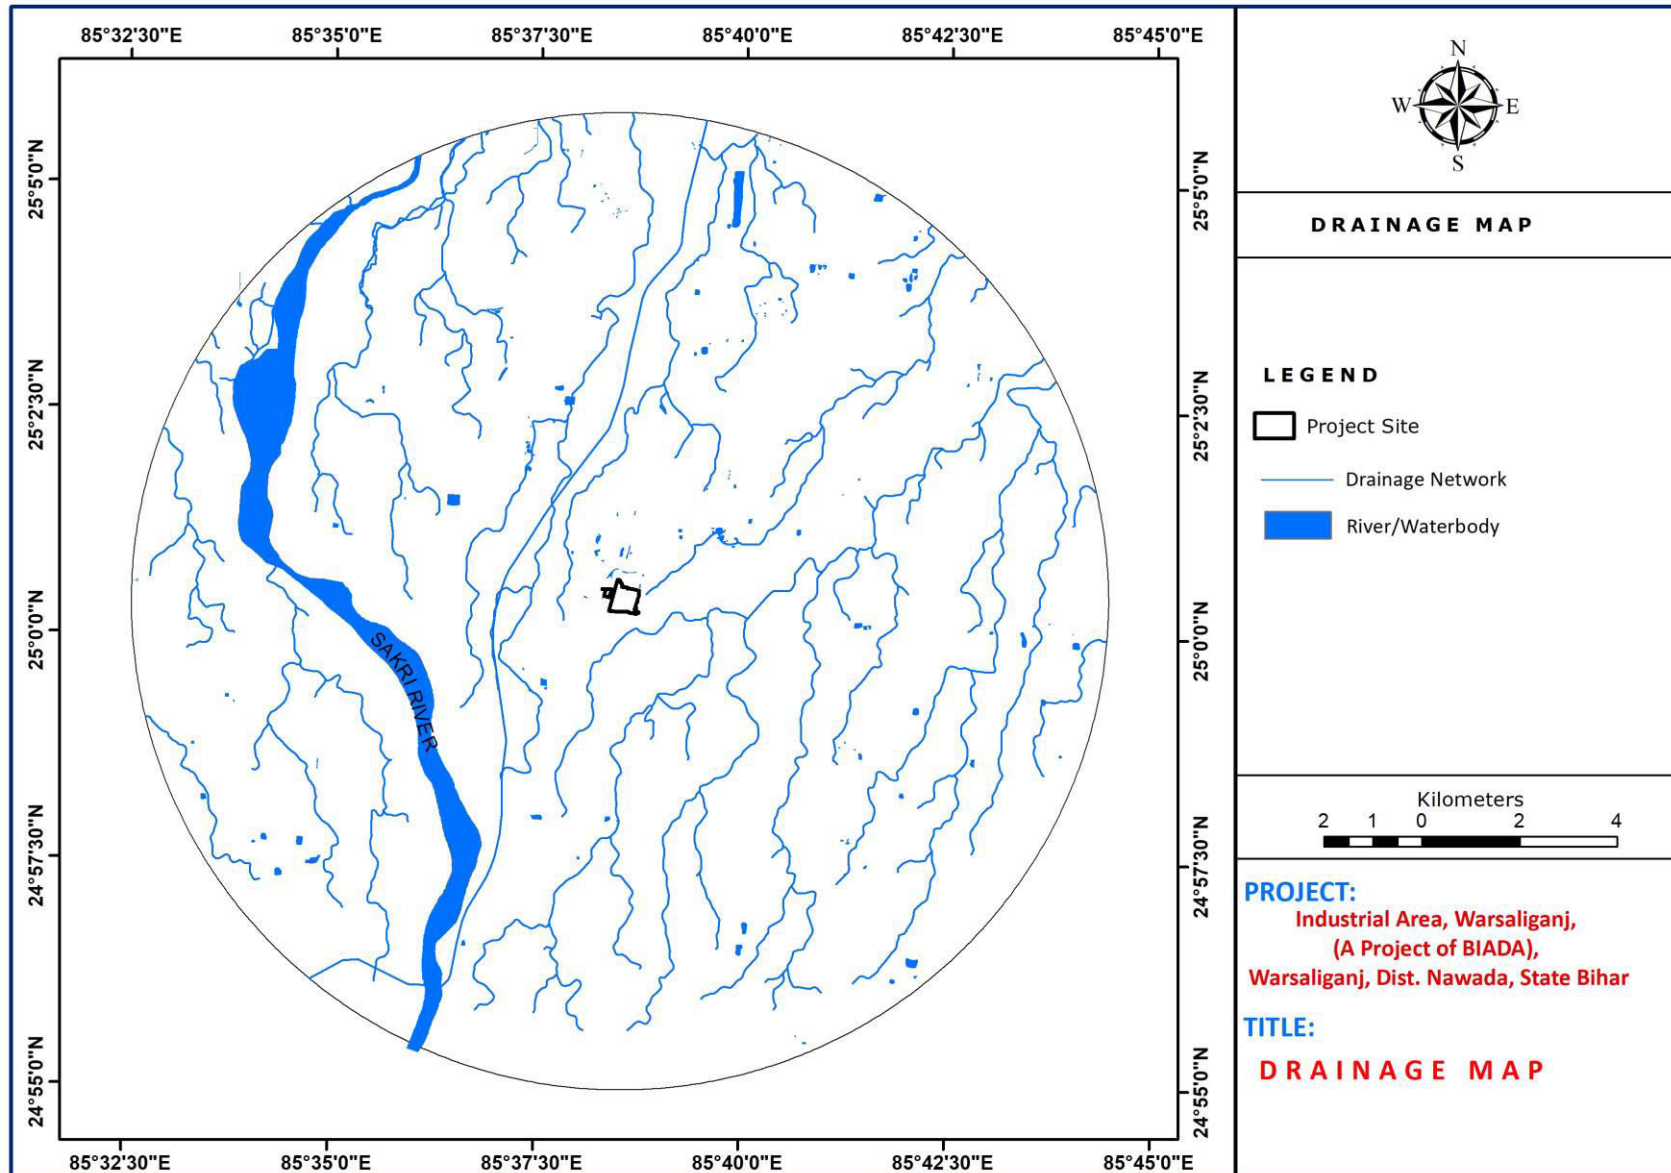 85°32'30"E 85°35'0"E 85°37'30"E 85°40'0"E 85°42'30"E 85°45'0"E
25°5'0"N
25°2'30"N
25°0'0"N
24°57'30"N
24°55'0"N
SAKRI RIVER
25°5'0"N
25°2'30"N
25°0'0"N
24°57'30"N
24°55'0"N
85°32'30"E 85°35'0"E 85°37'30"E 85°40'0"E 85°42'30"E 85°45'0"E
N
W E
S
DRAINAGE MAP
LEGEND
Project Site
Drainage Network
River/Waterbody
Kilometers
2 1 0 2 4
PROJECT:
Industrial Area, Warsaliganj,
(A Project of BIADA),
Warsaliganj, Dist. Nawada, State Bihar
TITLE:
DRAINAGE MAP